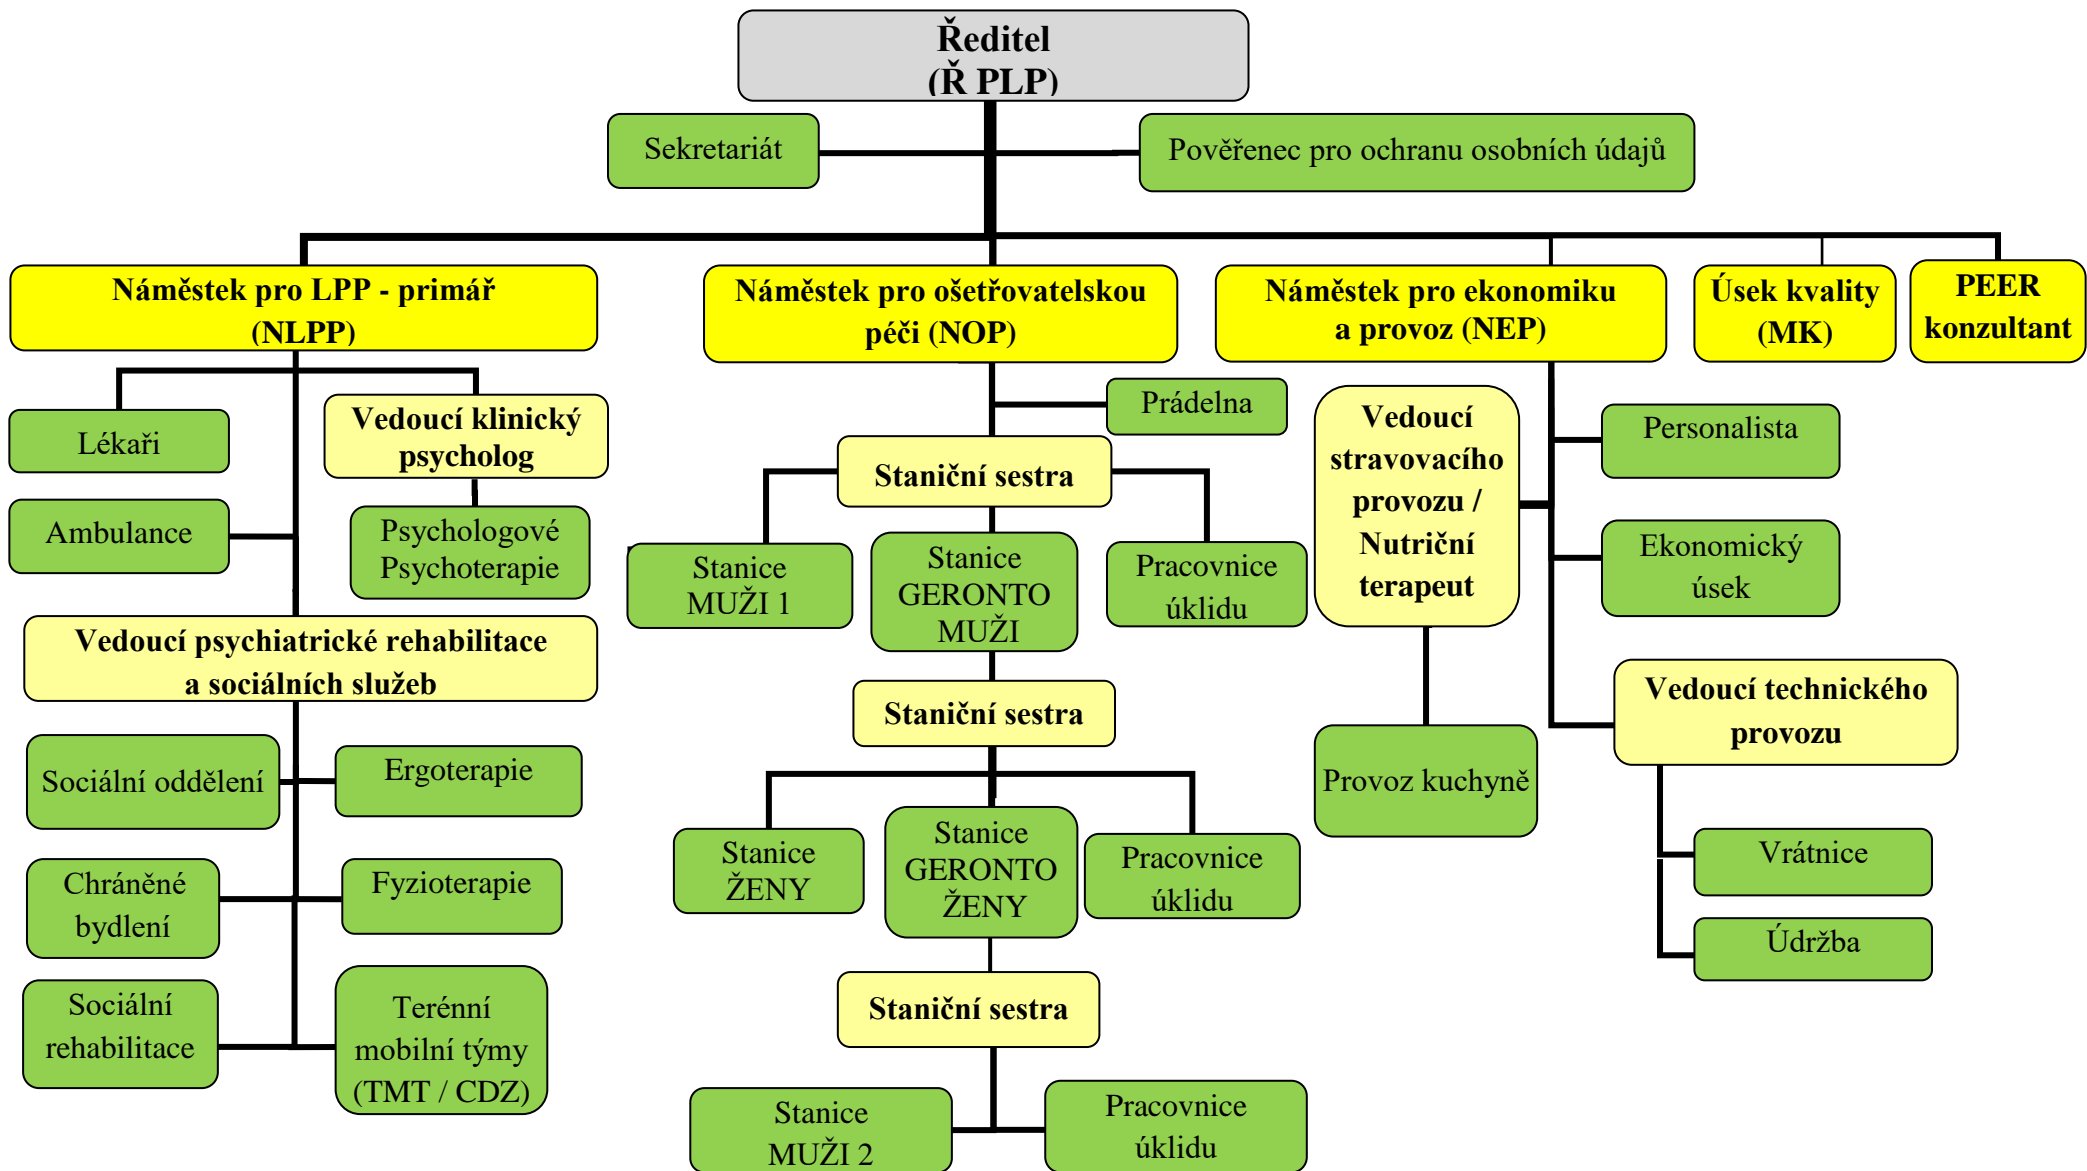 Ředitel
(Ř PLP)
Sekretariát
Pověřenec pro ochranu osobních údajů
Náměstek pro LPP - primář
(NLPP)
Náměstek pro ošetřovatelskou
péči (NOP)
Náměstek pro ekonomiku
a provoz (NEP)
Úsek kvality
(MK)
PEER
konzultant
Lékaři
Vedoucí klinický
psycholog
Ambulance
Psychologové
Psychoterapie
Vedoucí psychiatrické rehabilitace
a sociálních služeb
Sociální oddělení
Ergoterapie
Chráněné
bydlení
Fyzioterapie
Sociální
rehabilitace
Terénní
mobilní týmy
(TMT / CDZ)
Prádelna
Staniční sestra
Stanice
MUŽI 1
Stanice
GERONTO
MUŽI
Pracovnice
úklidu
Staniční sestra
Stanice
ŽENY
Stanice
GERONTO
ŽENY
Pracovnice
úklidu
Staniční sestra
Stanice
MUŽI 2
Pracovnice
úklidu
Vedoucí
stravovacího
provozu /
Nutriční
terapeut
Provoz kuchyně
Personalista
Ekonomický
úsek
Vedoucí technického
provozu
Vrátnice
Údržba